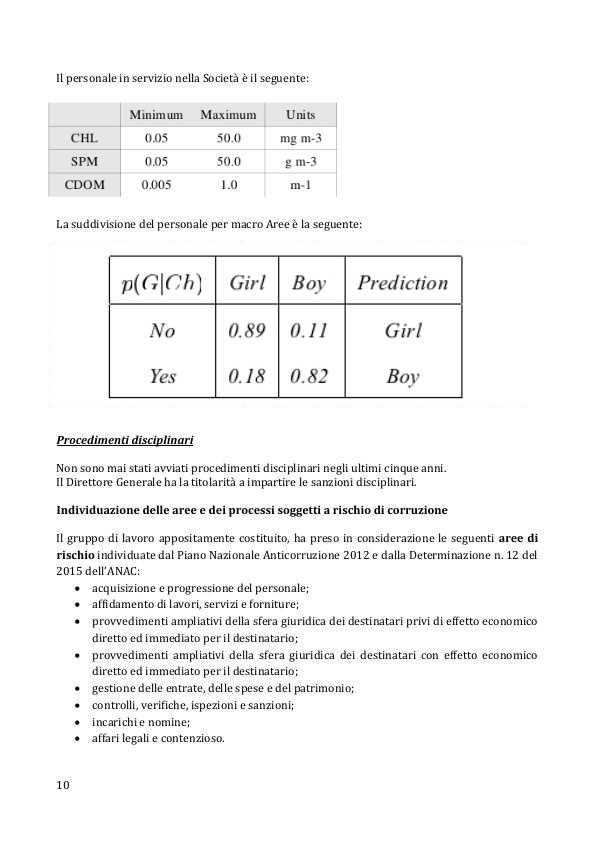 Il personale in servizio nella Società è il seguente:
Minimum Maximum Units
CHL 0.05 50.0 mg m-3
SPM 0.05 50.0 g m-3
CDOM 0.005 1.0 m-1
La suddivisione del personale per macro Aree è la seguente:
p(G|Ch) Girl Boy Prediction
No 0.89 0.11 Girl
Yes 0.18 0.82 Boy
Procedimenti disciplinari
Non sono mai stati avviati procedimenti disciplinari negli ultimi cinque anni.
Il Direttore Generale ha la titolarità a impartire le sanzioni disciplinari.
Individuazione delle aree e dei processi soggetti a rischio di corruzione
Il gruppo di lavoro appositamente costituito, ha preso in considerazione le seguenti aree di
rischio individuate dal Piano Nazionale Anticorruzione 2012 e dalla Determinazione n. 12 del
2015 dell'ANAC:
• acquisizione e progressione del personale;
• affidamento di lavori, servizi e forniture;
• provvedimenti ampliativi della sfera giuridica dei destinatari privi di effetto economico
diretto ed immediato per il destinatario;
• provvedimenti ampliativi della sfera giuridica dei destinatari con effetto economico
diretto ed immediato per il destinatario;
• gestione delle entrate, delle spese e del patrimonio;
• controlli, verifiche, ispezioni e sanzioni;
• incarichi e nomine;
• affari legali e contenzioso.
10